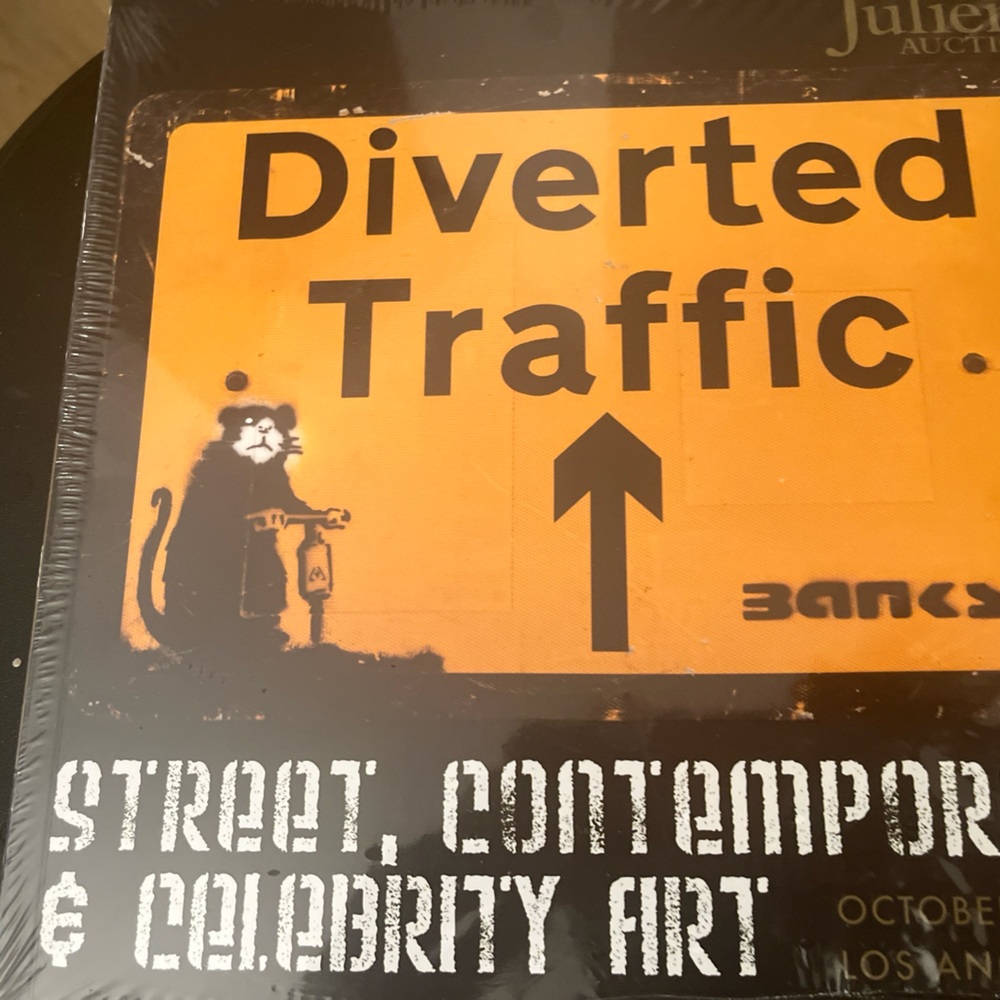 Julien
AUCTI
Diverted
Traffic
BANKSY
STREET, CONTEMPOR
& CELEBRITY ART
OCTOBE
LOS AN